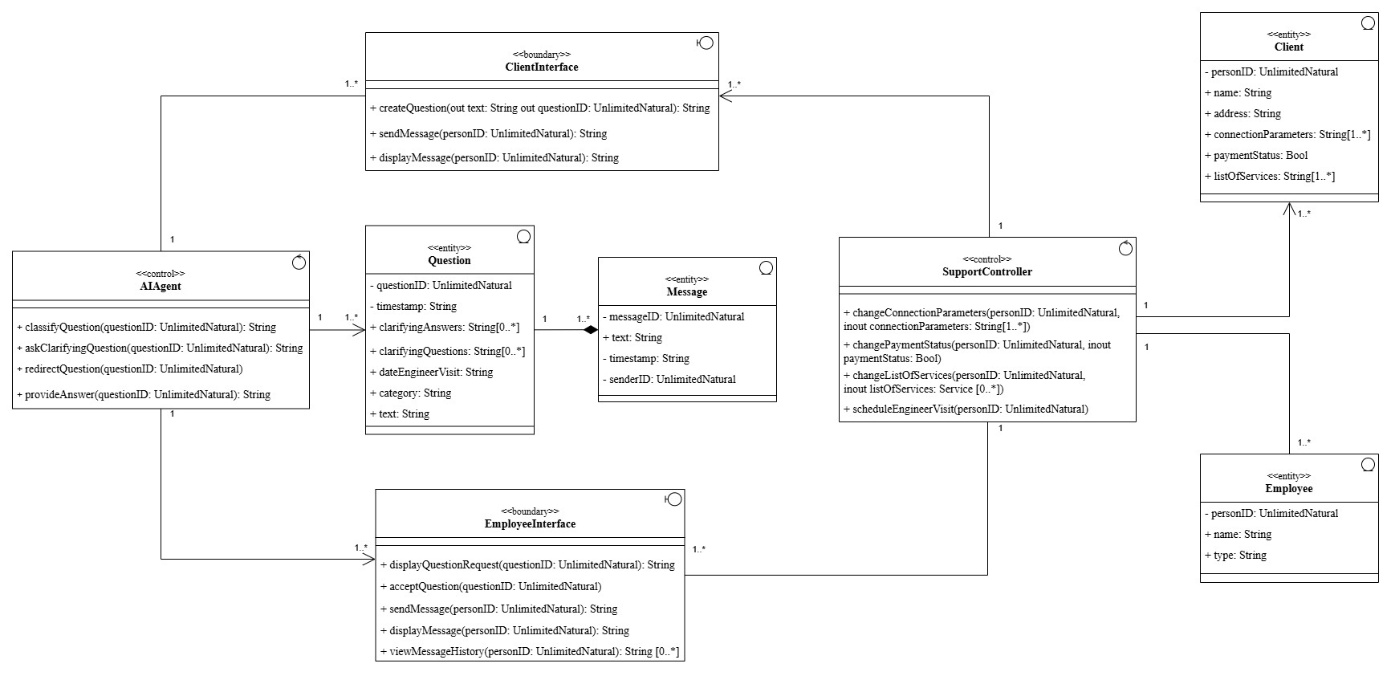 <<boundary>>
ClientInterface
+ createQuestion(out text: String out questionID: UnlimitedNatural): String
+ sendMessage(personID: UnlimitedNatural): String
+ displayMessage(personID: UnlimitedNatural): String
1..*
1..*
1
1
<<entity>>
Client
- personID: UnlimitedNatural
+ name: String
+ address: String
+ connectionParameters: String[1..*]
+ paymentStatus: Bool
+ listOfServices: String[1..*]
1..*
<<control>>
AIAgent
+ classifyQuestion(questionID: UnlimitedNatural): String
+ askClarifyingQuestion(questionID: UnlimitedNatural): String
+ redirectQuestion(questionID: UnlimitedNatural)
+ provideAnswer(questionID: UnlimitedNatural): String
1
1..*
1
<<entity>>
Question
- questionID: UnlimitedNatural
- timestamp: String
+ clarifyingAnswers: String[0..*]
+ clarifyingQuestions: String[0..*]
+ dateEngineerVisit: String
+ category: String
+ text: String
1
1..*
<<entity>>
Message
- messageID: UnlimitedNatural
+ text: String
- timestamp: String
- senderID: UnlimitedNatural
<<control>>
SupportController
+ changeConnectionParameters(personID: UnlimitedNatural,
inout connectionParameters: String[1..*])
+ changePaymentStatus(personID: UnlimitedNatural, inout
paymentStatus: Bool)
+ changeListOfServices(personID: UnlimitedNatural,
inout listOfServices: Service [0..*])
+ scheduleEngineerVisit(personID: UnlimitedNatural)
1
1
1
1..*
<<entity>>
Employee
- personID: UnlimitedNatural
+ name: String
+ type: String
1..*
1..*
<<boundary>>
EmployeeInterface
+ displayQuestionRequest(questionID: UnlimitedNatural): String
+ acceptQuestion(questionID: UnlimitedNatural)
+ sendMessage(personID: UnlimitedNatural): String
+ displayMessage(personID: UnlimitedNatural): String
+ viewMessageHistory(personID: UnlimitedNatural): String [0..*]